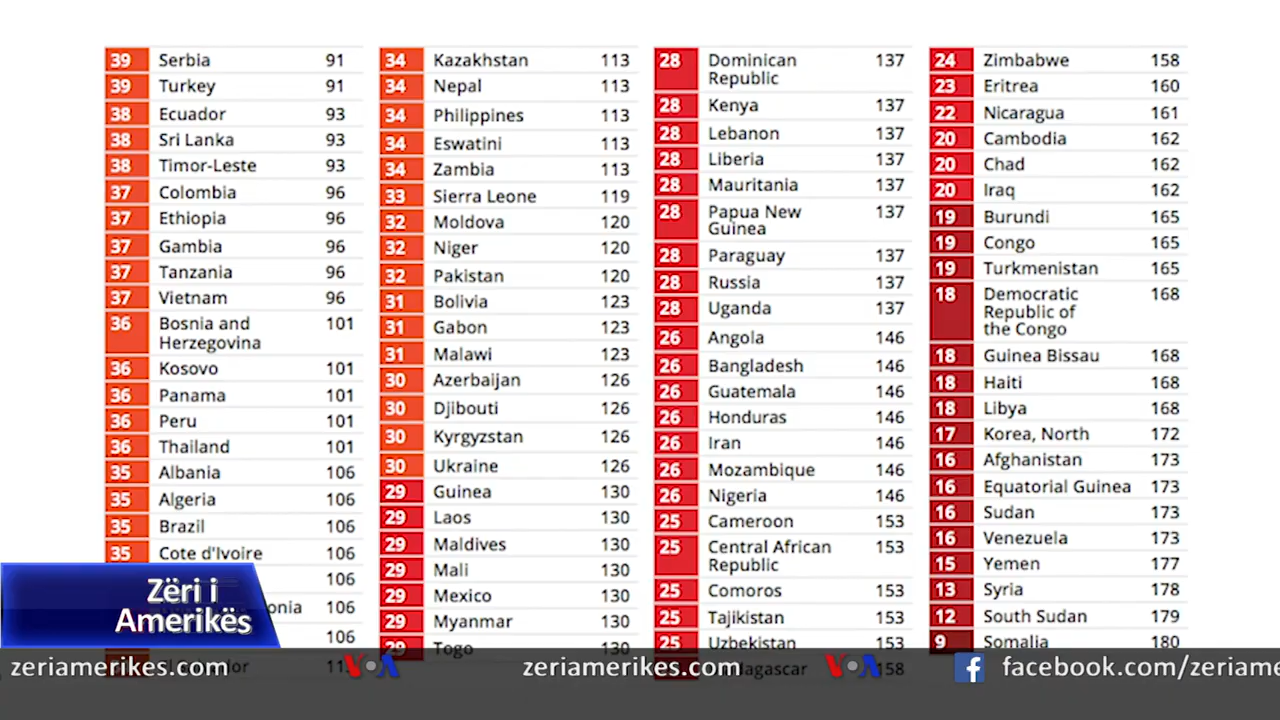 39 Serbia 91
39 Turkey 91
38 Ecuador 93
38 Sri Lanka 93
38 Timor-Leste 93
37 Colombia 96
37 Ethiopia 96
37 Gambia 96
37 Tanzania 96
37 Vietnam 96
36 Bosnia and 101
Herzegovina
36 Kosovo 101
36 Panama 101
36 Peru 101
36 Thailand 101
35 Albania 106
35 Algeria 106
35 Brazil 106
35 Cote d'Ivoire 106
106
106
106
34 Kazakhstan 113
34 Nepal 113
34 Philippines 113
34 Eswatini 113
34 Zambia 113
33 Sierra Leone 119
32 Moldova 120
32 Niger 120
32 Pakistan 120
31 Bolivia 123
31 Gabon 123
31 Malawi 123
30 Azerbaijan 126
30 Djibouti 126
30 Kyrgyzstan 126
30 Ukraine 126
29 Guinea 130
29 Laos 130
29 Maldives 130
29 Mali 130
29 Mexico 130
29 Myanmar 130
29 Togo 130
28 Dominican 137
Republic
28 Kenya 137
28 Lebanon 137
28 Liberia 137
28 Mauritania 137
28 Papua New 137
Guinea
28 Paraguay 137
28 Russia 137
28 Uganda 137
26 Angola 146
26 Bangladesh 146
26 Guatemala 146
26 Honduras 146
26 Iran 146
26 Mozambique 146
26 Nigeria 146
25 Cameroon 153
25 Central African 153
Republic
25 Comoros 153
25 Tajikistan 153
25 Uzbekistan 153
158
24 Zimbabwe 158
23 Eritrea 160
22 Nicaragua 161
20 Cambodia 162
20 Chad 162
20 Iraq 162
19 Burundi 165
19 Congo 165
19 Turkmenistan 165
18 Democratic 168
Republic of
the Congo
18 Guinea Bissau 168
18 Haiti 168
18 Libya 168
17 Korea, North 172
16 Afghanistan 173
16 Equatorial Guinea 173
16 Sudan 173
16 Venezuela 173
15 Yemen 177
13 Syria 178
12 South Sudan 179
9 Somalia 180
Zëri i
Amerikës
zeriamerikes.com VOA zeriamerikes.com VOA f facebook.com/zeriame